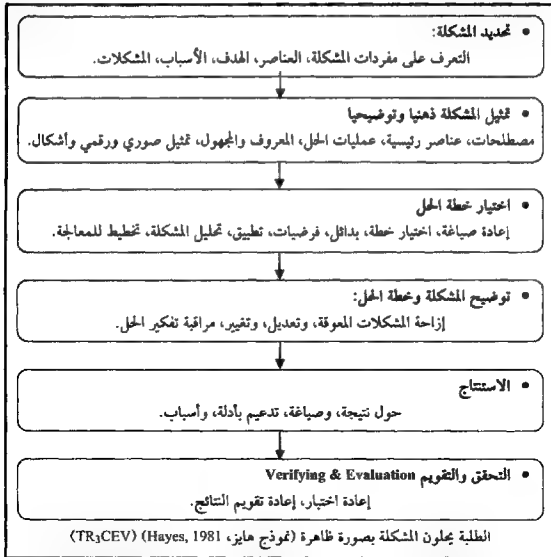 • تحديد المشكلة:
التعرف على مفردات المشكلة، العناصر، الهدف، الأسباب، المشكلات.
• تمثيل المشكلة ذهنيا وتوضيحيا
مصطلحات، عناصر رئيسية، عمليات الحل، المعروف والمجهول، تمثيل صوري ورقمي وأشكال.
• اختيار خطة الحل
إعادة صياغة، اختيار خطة، بدائل، فرضيات، تطبيق، تحليل المشكلة، تخطيط للمعالجة.
• توضيح المشكلة وخطة الحل:
إزاحة المشكلات المعوقة، وتعديل، وتغيير، مراقبة تفكير الحل.
• الاستنتاج
حول نتيجة، وصياغة، تدعيم بأدلة، وأسباب.
• التحقق والتقويم Verifying & Evaluation
إعادة اختبار، إعادة تقويم النتائج.
الطلبة يحلون المشكلة بصورة ظاهرة (نموذج هايز، Hayes, 1981) (TR3CEV)